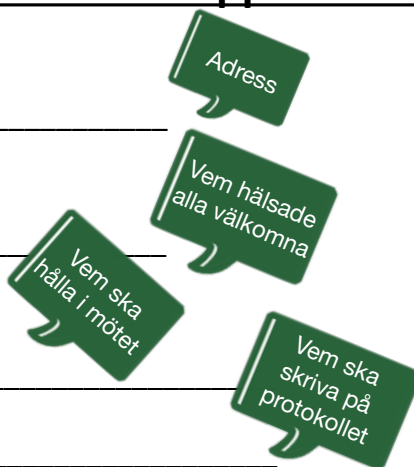 Adress
Vem hälsade
alla välkomna
Vem ska
hålla i mötet
Vem ska
skriva på
protokollet